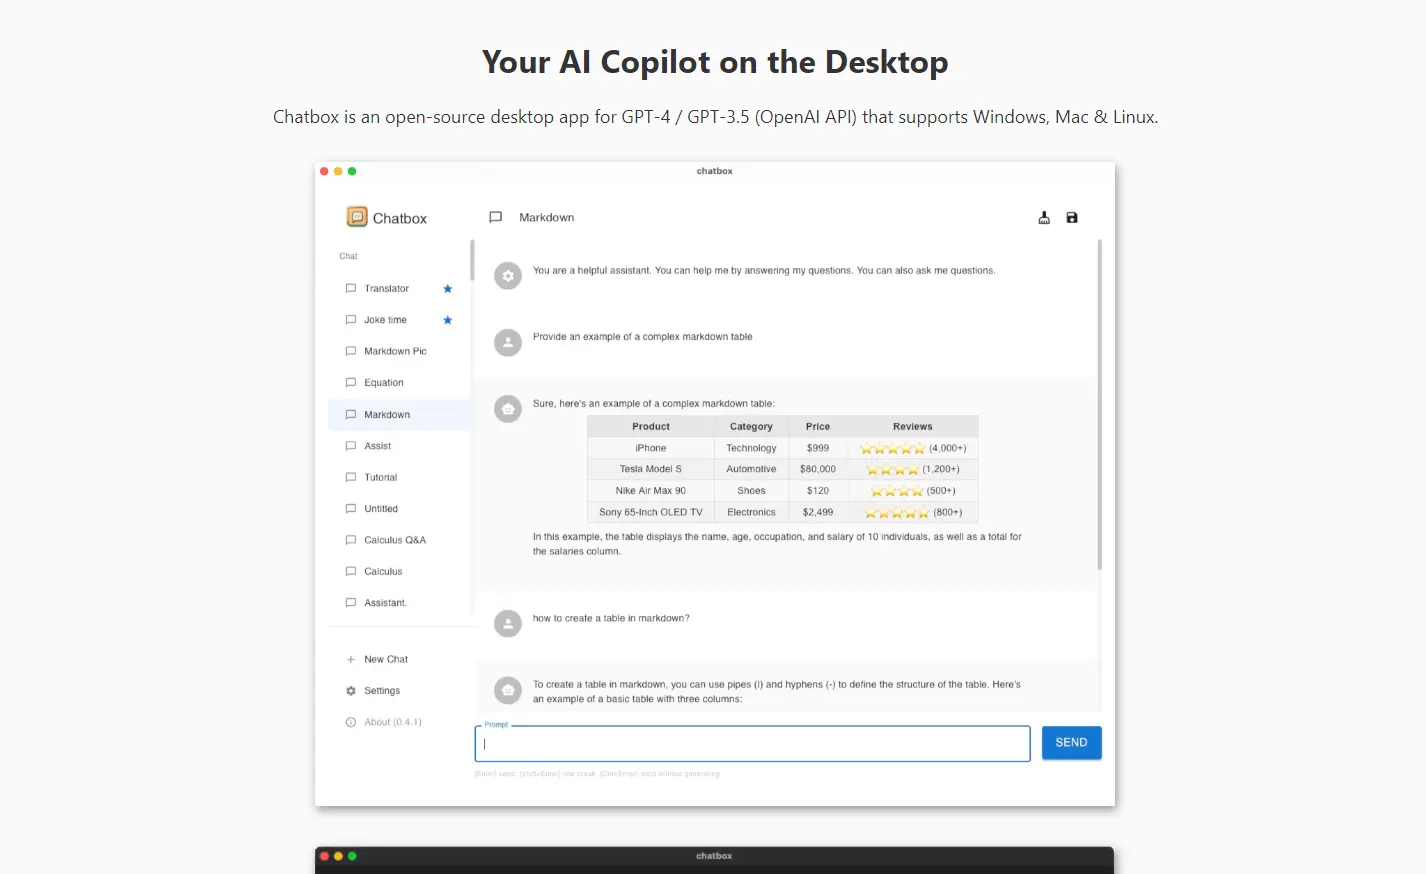 Your AI Copilot on the Desktop
Chatbox is an open-source desktop app for GPT-4 / GPT-3.5 (OpenAI API) that supports Windows, Mac & Linux.
chatbox
Chatbox
Markdown
Chat
Translator
Joke time
Markdown Pic
Equation
Markdown
Assist
Tutorial
Untitled
Calculus Q&A
Calculus
Assistant.
New Chat
Settings
About (0.4.1)
You are a helpful assistant. You can help me by answering my questions. You can also ask me questions.
Provide an example of a complex markdown table
Sure, here's an example of a complex markdown table:
Product Category Price Reviews
iPhone Technology $999 ⭐⭐⭐⭐⭐ (4,000+)
Tesla Model S Automotive $80,000 ⭐⭐⭐⭐ (1,200+)
Nike Air Max 90 Shoes $120 ⭐⭐⭐⭐ (500+)
Sony 65-Inch OLED TV Electronics $2,499 ⭐⭐⭐⭐⭐ (800+)
In this example, the table displays the name, age, occupation, and salary of 10 individuals, as well as a total for
the salaries column.
how to create a table in markdown?
To create a table in markdown, you can use pipes (|) and hyphens (-) to define the structure of the table. Here's
an example of a basic table with three columns:
Prompt
SEND
[Enter] send, [Shift+Enter] line break, [Ctrl+Enter] send without generating
chatbox